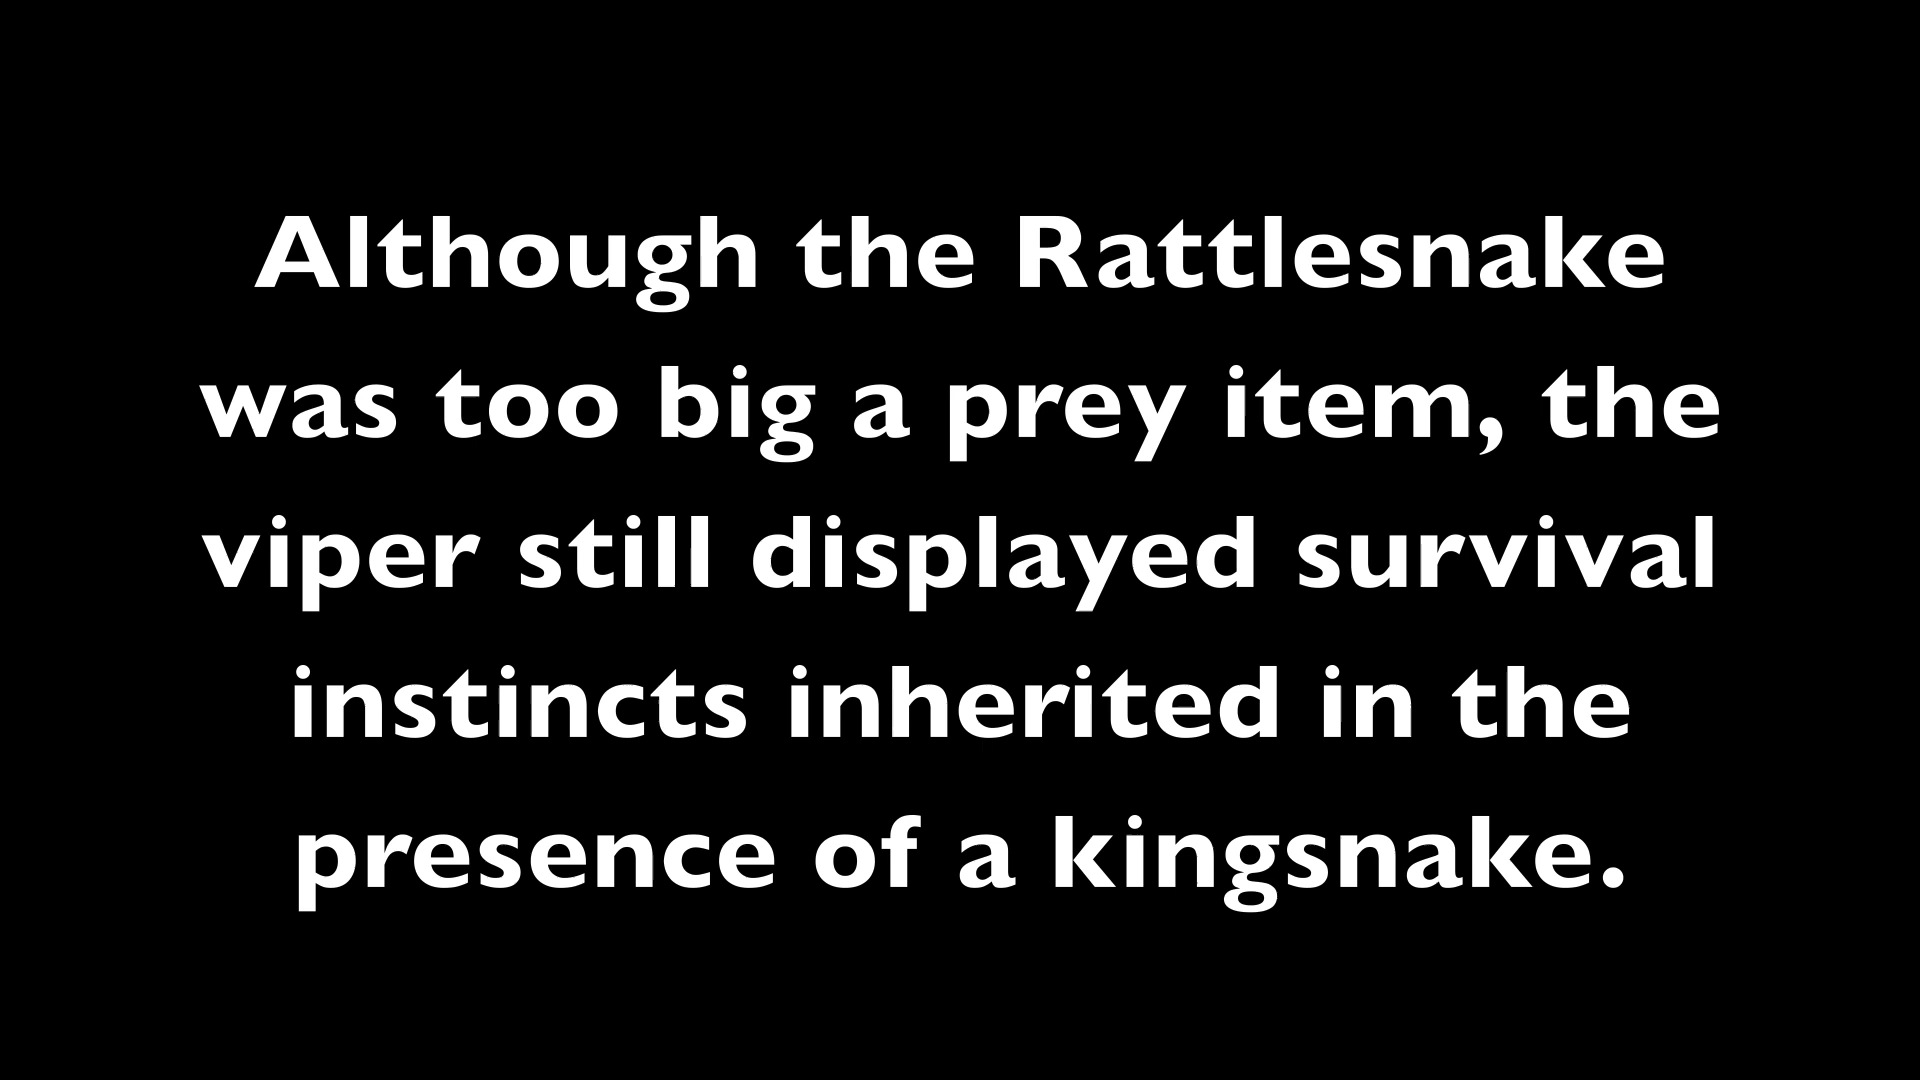 Although the Rattlesnake
was too big a prey item, the
viper still displayed survival
instincts inherited in the
presence of a kingsnake.